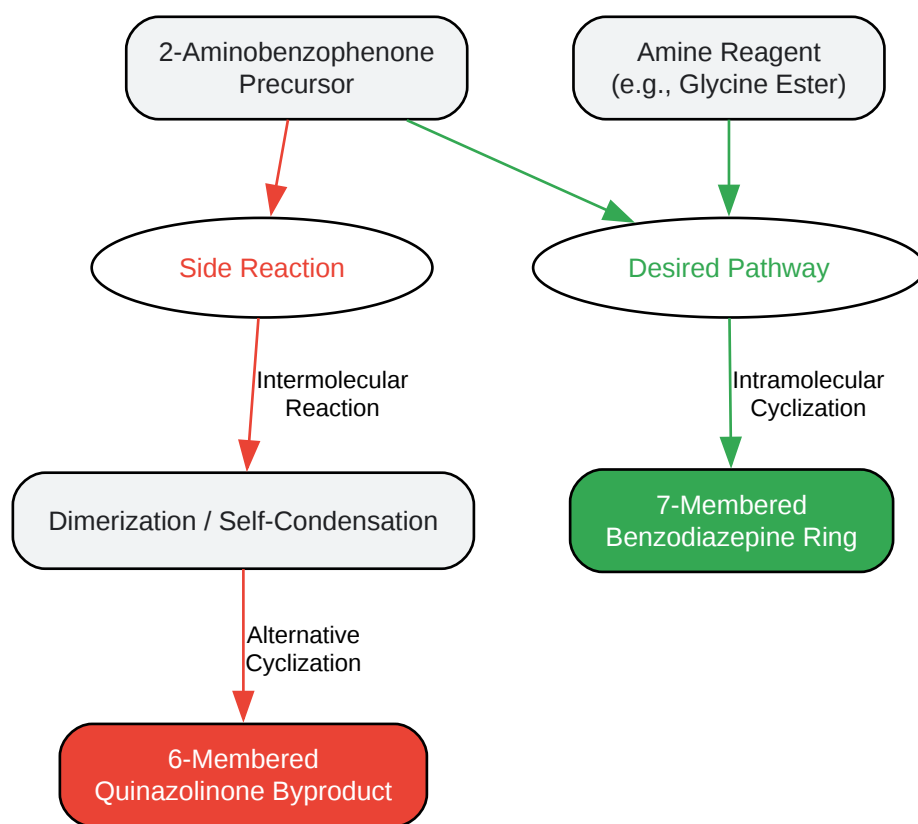 2-Aminobenzophenone
Precursor
Amine Reagent
(e.g., Glycine Ester)
Side Reaction
Desired Pathway
Intermolecular
Reaction
Intramolecular
Cyclization
Dimerization / Self-Condensation
7-Membered
Benzodiazepine Ring
Alternative
Cyclization
6-Membered
Quinazolinone Byproduct